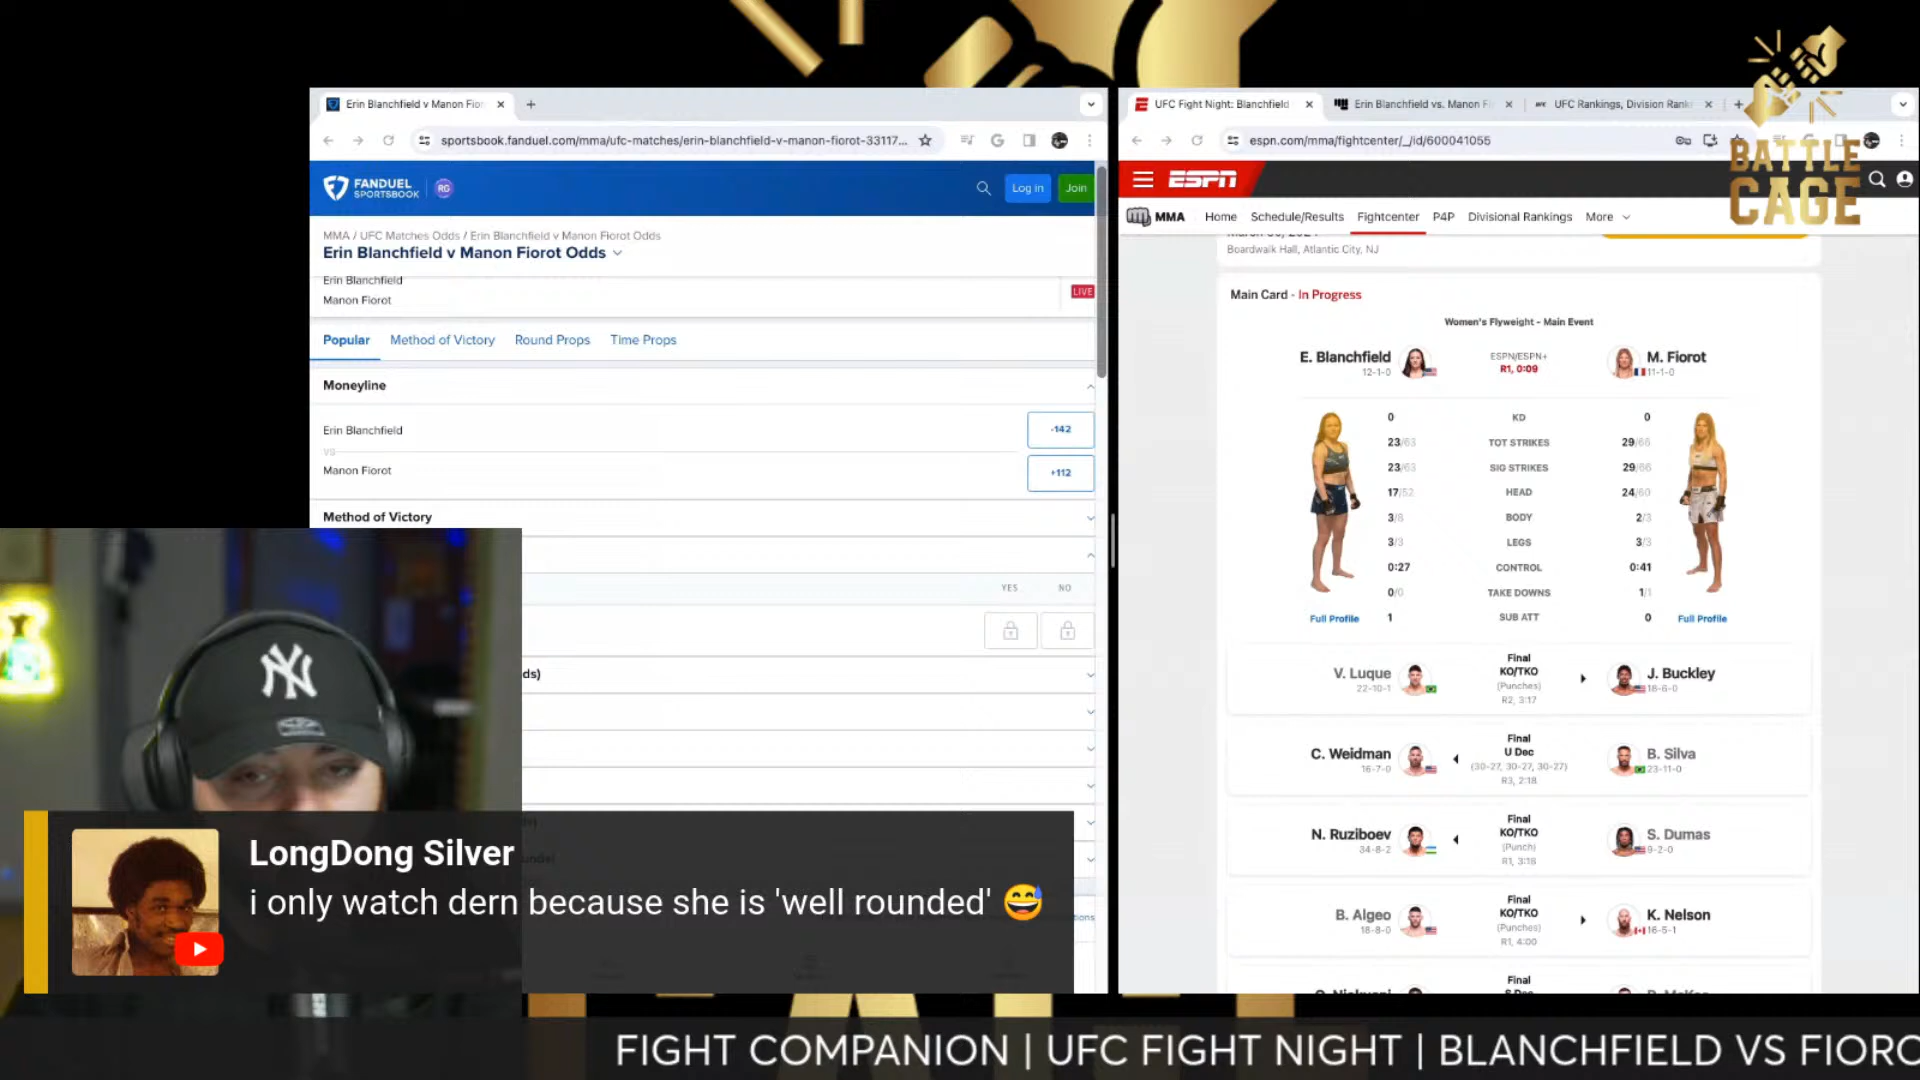 Erin Blanchfield v Manon Fior
sportsbook.fanduel.com/mma/ufc-matches/erin-blanchfield-v-manon-fiorot-33117...
FANDUEL
SPORTSBOOK
RG
Log in
Join
MMA / UFC Matches Odds / Erin Blanchfield v Manon Fiorot Odds
Erin Blanchfield v Manon Fiorot Odds
Erin Blanchfield
Manon Fiorot
LIVE
Popular
Method of Victory
Round Props
Time Props
Moneyline
Erin Blanchfield
-142
VS
Manon Fiorot
+112
Method of Victory
YES
NO
ds)
UFC Fight Night: Blanchfield
Erin Blanchfield vs. Manon Fi
UFC Rankings, Division Ranki
espn.com/mma/fightcenter/_/id/600041055
ESPN
BATTLE
CAGE
MMA
Home
Schedule/Results
Fightcenter
P4P
Divisional Rankings
More
Boardwalk Hall, Atlantic City, NJ
Main Card - In Progress
Women's Flyweight - Main Event
E. Blanchfield
12-1-0
ESPN/ESPN+
R1, 0:09
M. Fiorot
11-1-0
0 KD 0
23/63 TOT STRIKES 29/66
23/63 SIG STRIKES 29/66
17/52 HEAD 24/60
3/8 BODY 2/3
3/3 LEGS 3/3
0:27 CONTROL 0:41
0/0 TAKE DOWNS 1/1
Full Profile 1 SUB ATT 0 Full Profile
V. Luque
22-10-1
Final
KO/TKO
(Punches)
R2, 3:17
J. Buckley
18-6-0
C. Weidman
16-7-0
Final
U Dec
(30-27, 30-27, 30-27)
R3, 2:18
B. Silva
23-11-0
N. Ruziboev
34-8-2
Final
KO/TKO
(Punch)
R1, 3:18
S. Dumas
9-2-0
B. Algeo
18-8-0
Final
KO/TKO
(Punches)
R1, 4:00
K. Nelson
16-5-1
Final
NY
LongDong Silver
i only watch dern because she is 'well rounded' 😅
FIGHT COMPANION | UFC FIGHT NIGHT | BLANCHFIELD VS FIORO